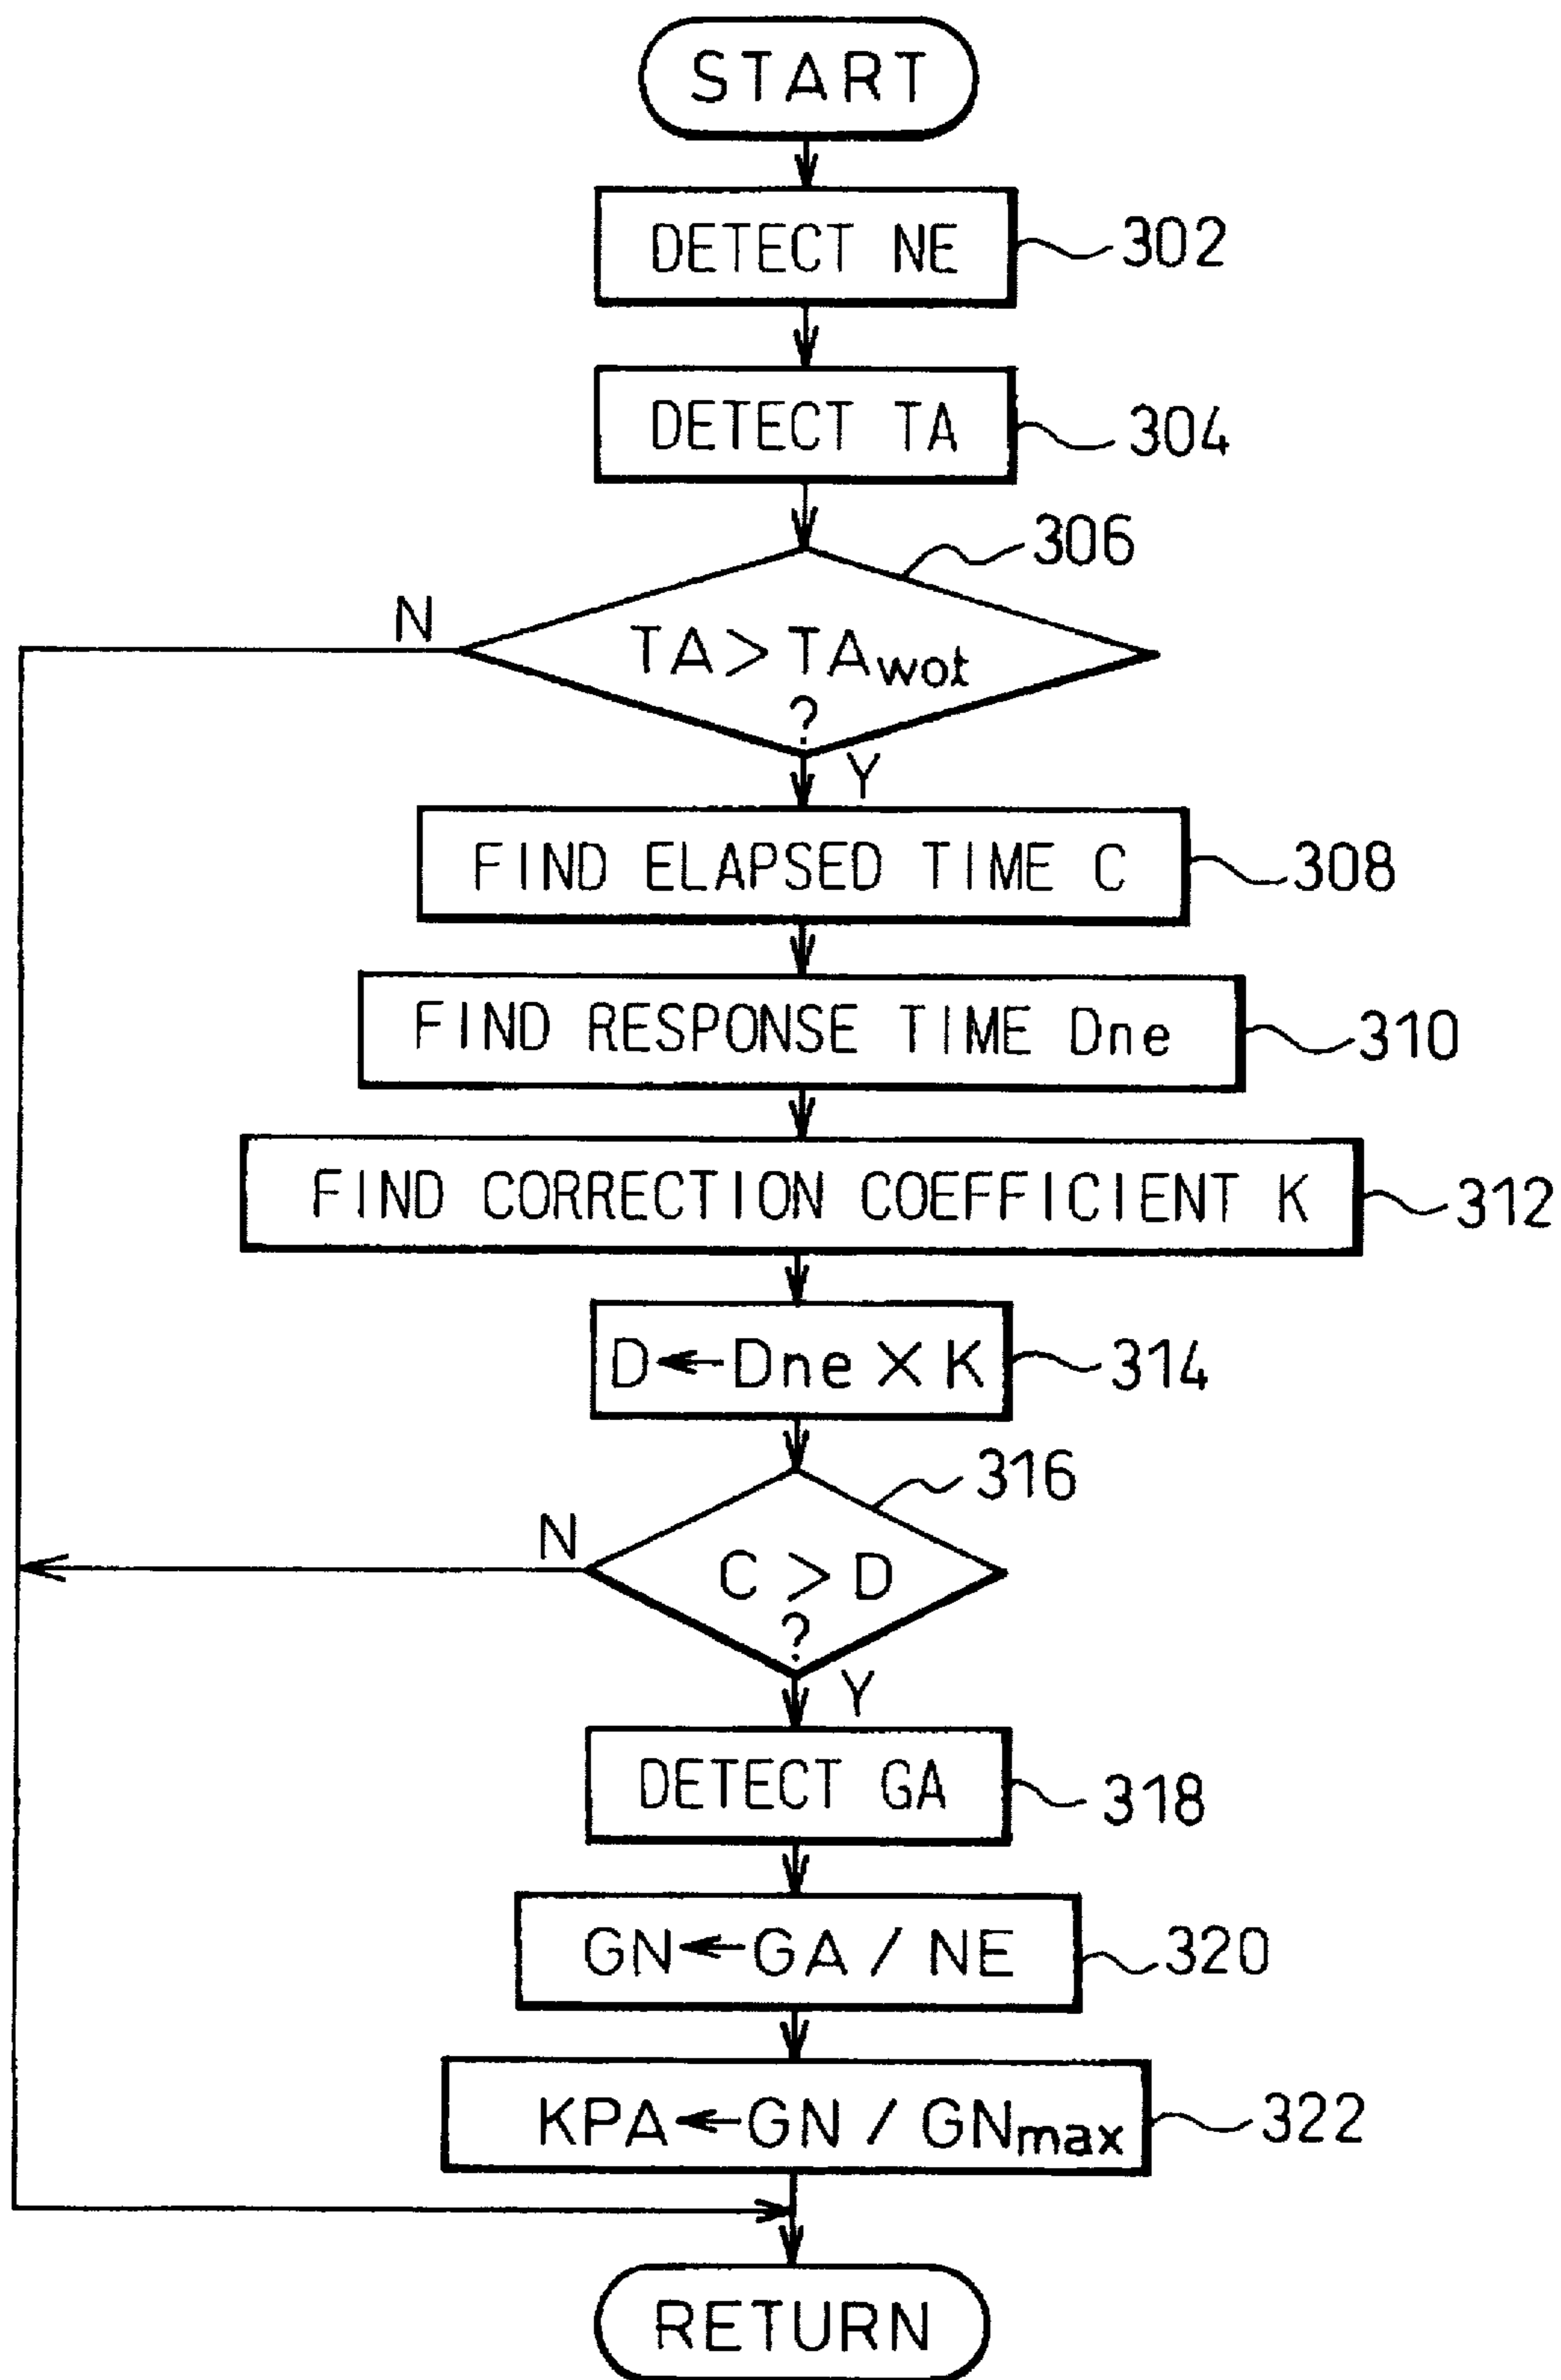 START
DETECT NE
302
DETECT TA
304
306
N
TA > TAwot
?
Y
FIND ELAPSED TIME C
308
FIND RESPONSE TIME Dne
310
FIND CORRECTION COEFFICIENT K
312
D←Dne × K
314
316
N
C > D
?
Y
DETECT GA
318
GN←GA / NE
320
KPA←GN / GNmax
322
RETURN